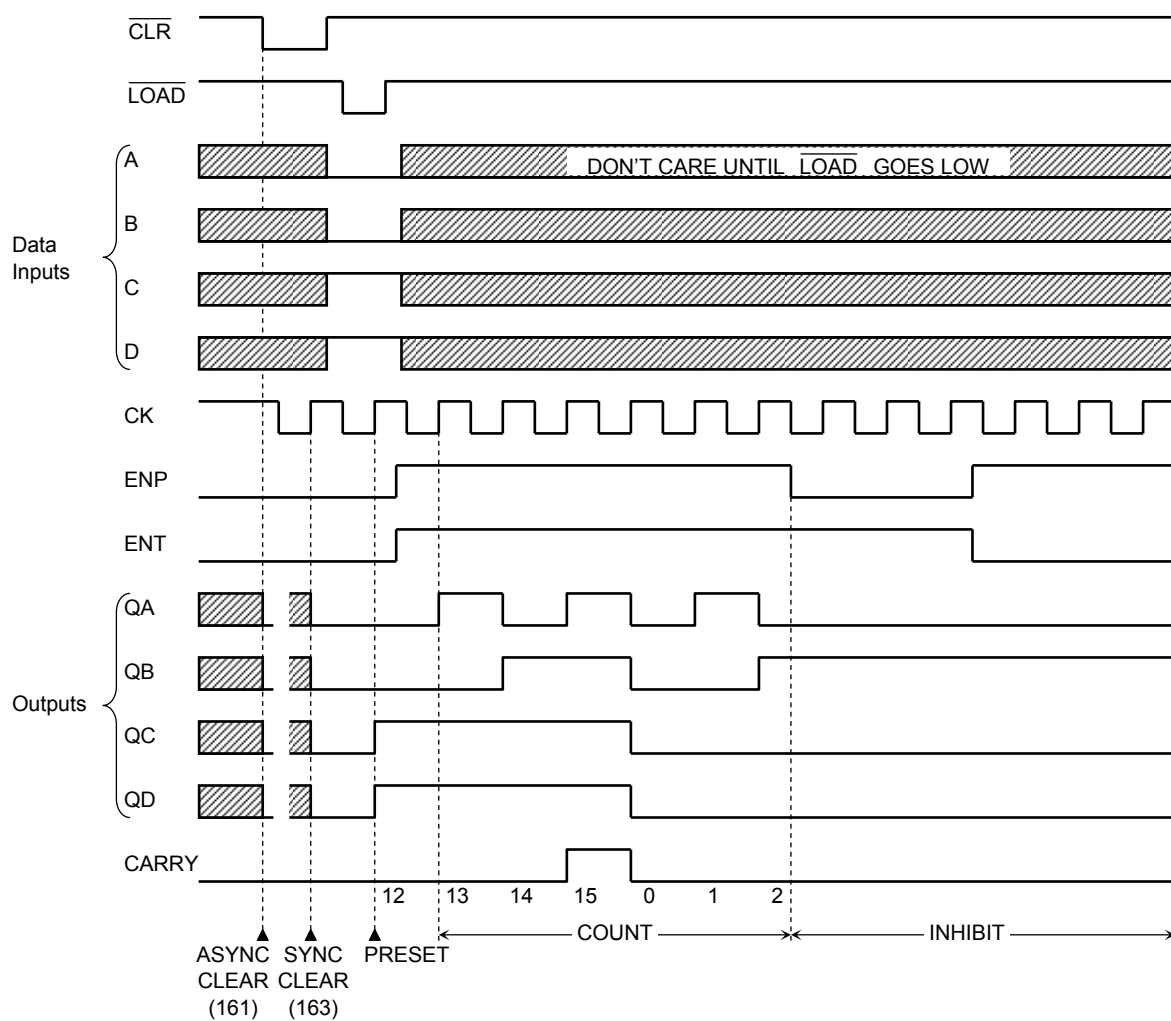 CLR
LOAD
A
DON'T CARE UNTIL LOAD GOES LOW
B
Data
Inputs
C
D
CK
ENP
ENT
QA
QB
Outputs
QC
QD
CARRY
12 13 14 15 0 1 2
COUNT INHIBIT
ASYNC SYNC PRESET
CLEAR CLEAR
(161) (163)